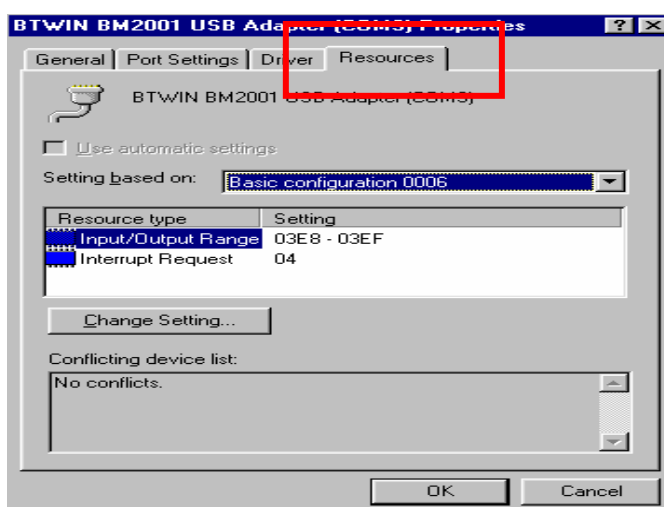 BTWIN BM2001 USB Adapter (COM3) Properties ? X
General Port Settings Driver Resources
BTWIN BM2001 USB Adapter (COM3)
Use automatic settings
Setting based on: Basic configuration 0006
Resource type Setting
Input/Output Range 03E8 - 03EF
Interrupt Request 04
Change Setting...
Conflicting device list:
No conflicts.
OK Cancel